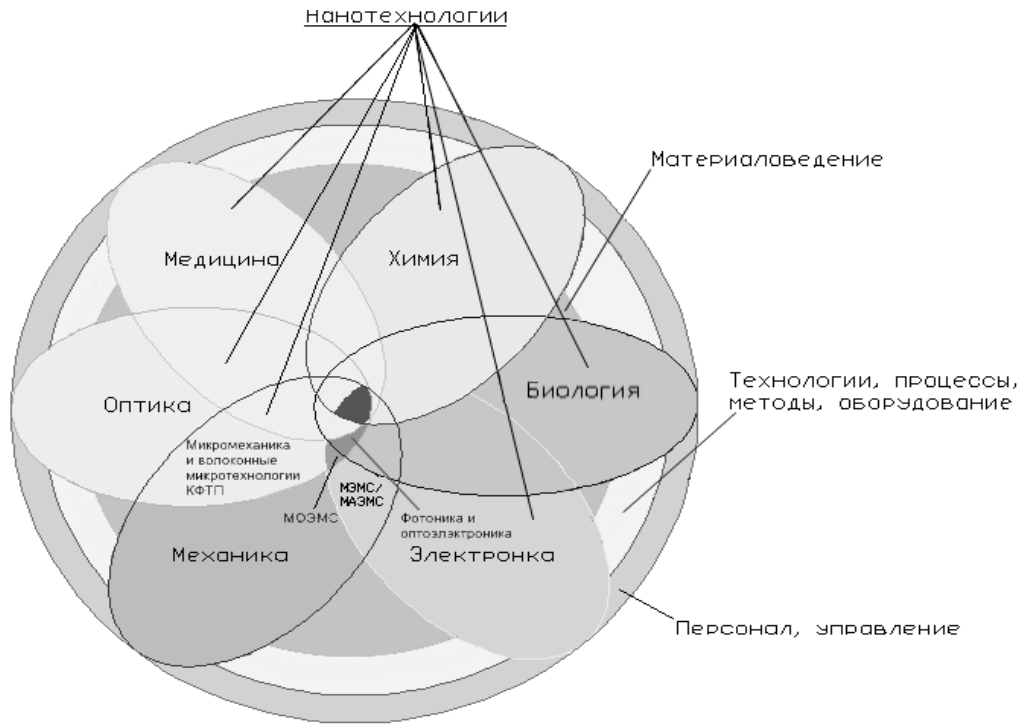 Нанотехнологии
Материаловедение
Медицина
Химия
Технологии, процессы,
методы, оборудование
Биология
Оптика
Микромеханика
и волоконные
микротехнологии
КФТП
МЭМС/
МАЭМС
МОЭМС
Фотоника и
оптоэлектроника
Механика
Электронка
Персонал, управление